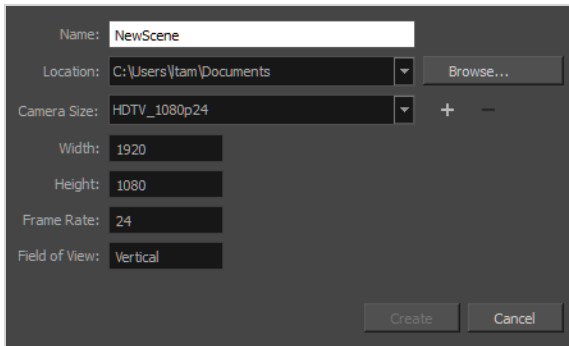 Name: NewScene
Location: C:\Users\ltam\Documents Browse...
Camera Size: HDTV_1080p24
Width: 1920
Height: 1080
Frame Rate: 24
Field of View: Vertical
Create Cancel